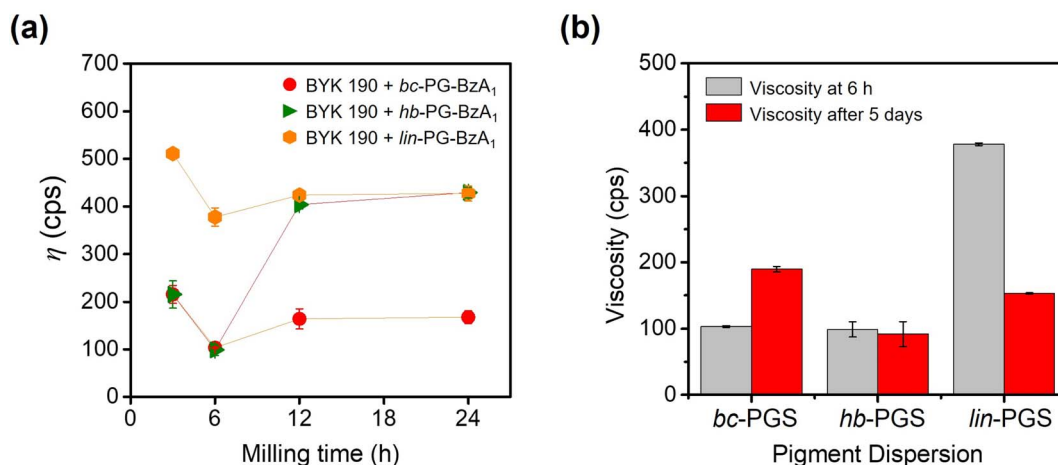 (a)
700
600
500
400
300
200
100
0
η (cps)
BYK 190 + bc-PG-BzA₁
BYK 190 + hb-PG-BzA₁
BYK 190 + lin-PG-BzA₁
0 6 12 18 24
Milling time (h)
(b)
500
400
300
200
100
0
Viscosity (cps)
Viscosity at 6 h
Viscosity after 5 days
bc-PGS hb-PGS lin-PGS
Pigment Dispersion